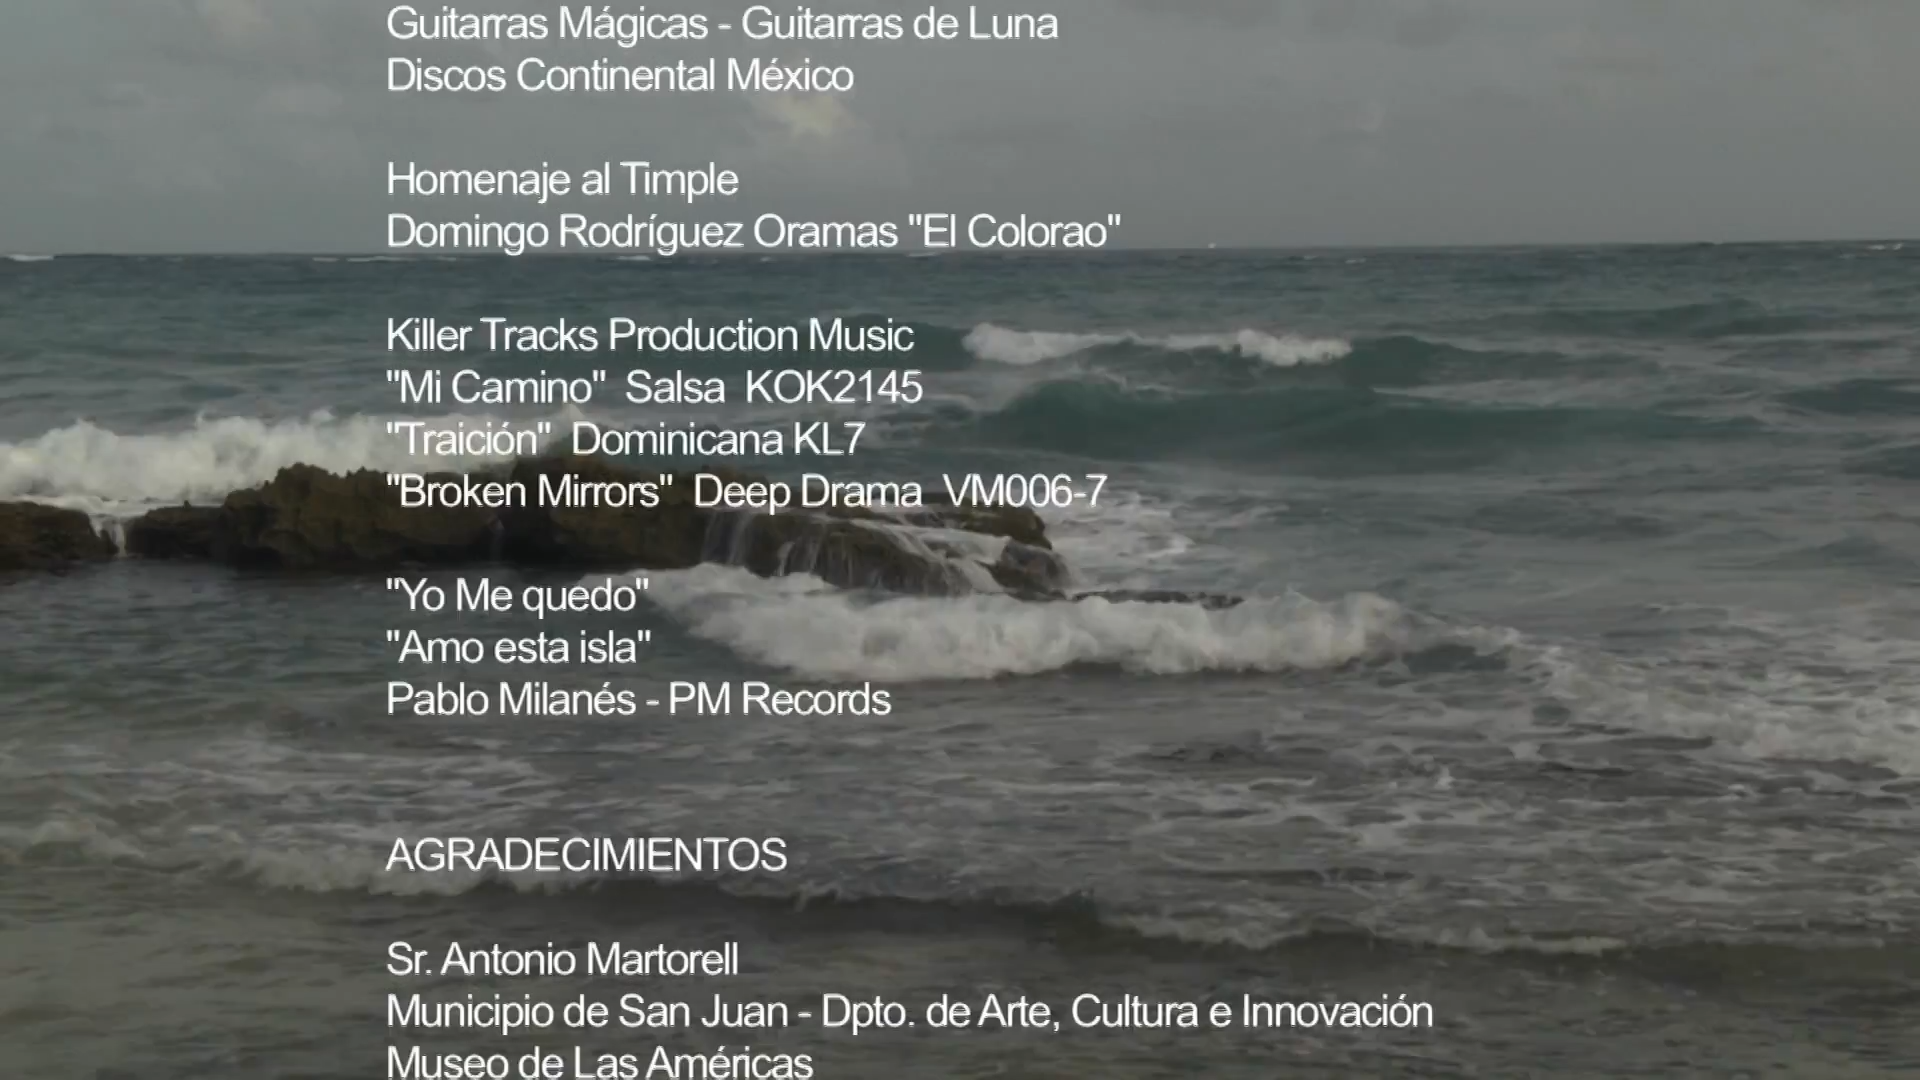 Guitarras Mágicas - Guitarras de Luna
Discos Continental México
Homenaje al Timple
Domingo Rodríguez Oramas "El Colorao"
Killer Tracks Production Music
"Mi Camino" Salsa KOK2145
"Traición" Dominicana KL7
"Broken Mirrors" Deep Drama VM006-7
"Yo Me quedo"
"Amo esta isla"
Pablo Milanés - PM Records
AGRADECIMIENTOS
Sr. Antonio Martorell
Municipio de San Juan - Dpto. de Arte, Cultura e Innovación
Museo de Las Américas